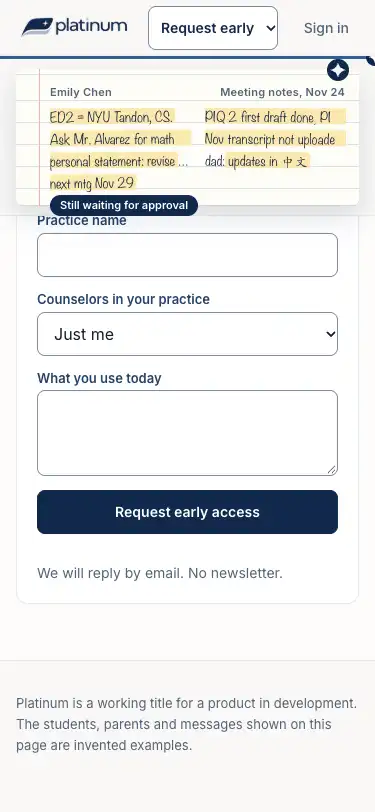 platinum
Request early
Sign in
Emily Chen
Meeting notes, Nov 24
ED2 = NYU Tandon, CS.
Ask Mr. Alvarez for math
personal statement: revise ...
next mtg Nov 29
PIQ 2 first draft done, PI
Nov transcript not uploade
dad: updates in 中文
Still waiting for approval
Practice name
Counselors in your practice
Just me
What you use today
Request early access
We will reply by email. No newsletter.
Platinum is a working title for a product in development.
The students, parents and messages shown on this
page are invented examples.